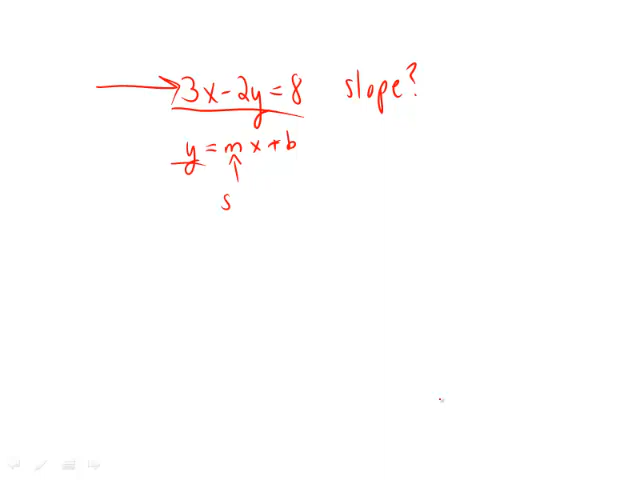 3x - 2y = 8 slope?
y = mx + b
s